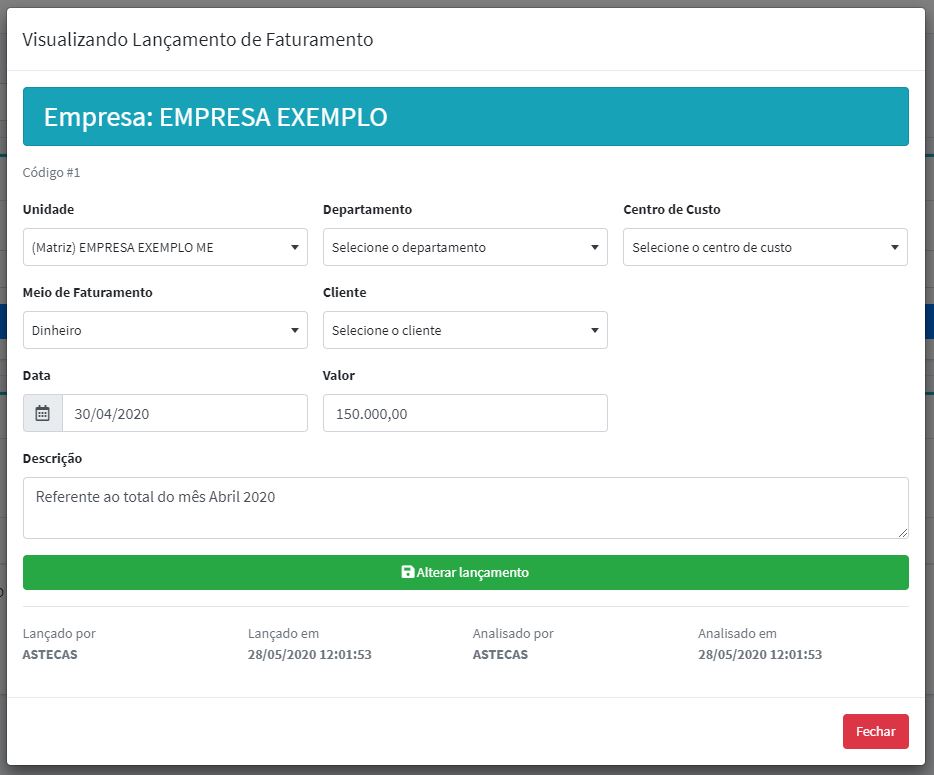 Visualizando Lançamento de Faturamento
Empresa: EMPRESA EXEMPLO
Código #1
Unidade Departamento Centro de Custo
(Matriz) EMPRESA EXEMPLO ME Selecione o departamento Selecione o centro de custo
Meio de Faturamento Cliente
Dinheiro Selecione o cliente
Data Valor
30/04/2020 150.000,00
Descrição
Referente ao total do mês Abril 2020
Alterar lançamento
Lançado por Lançado em Analisado por Analisado em
ASTECAS 28/05/2020 12:01:53 ASTECAS 28/05/2020 12:01:53
Fechar